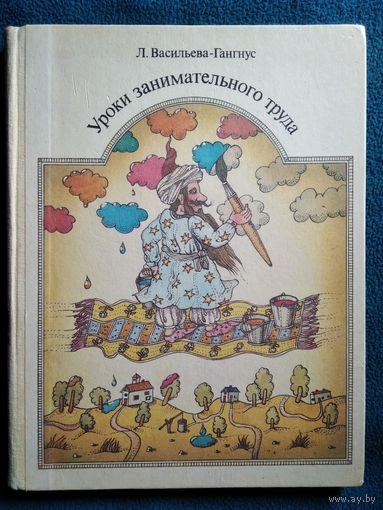 Л. Васильева-Гангнус
Уроки занимательного труда
www.ay.by